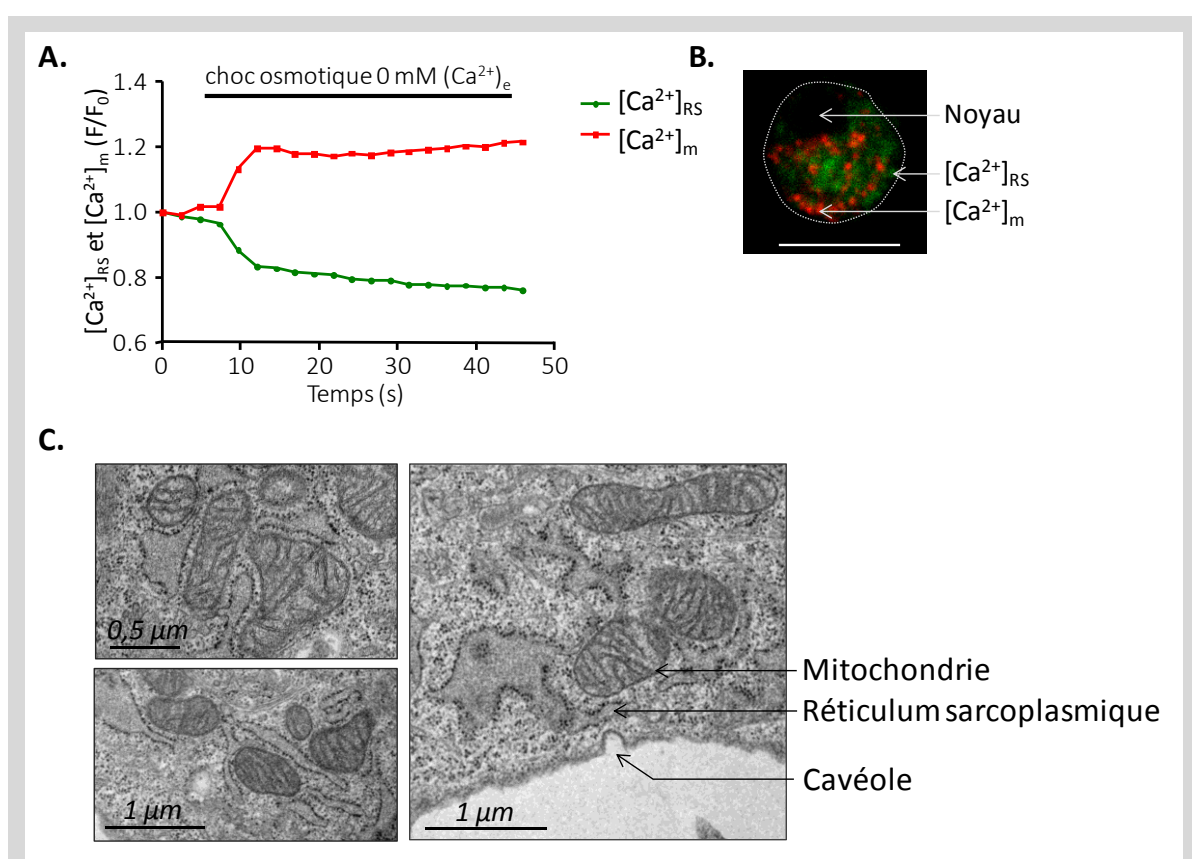 A.
choc osmotique 0 mM (Ca²⁺)ₑ
[Ca²⁺]RS et [Ca²⁺]m (F/F₀)
1.4
1.2
1.0
0.8
0.6
0
10
20
30
40
50
Temps (s)
[Ca²⁺]RS
[Ca²⁺]m
B.
Noyau
[Ca²⁺]RS
[Ca²⁺]m
C.
0,5 µm
1 µm
1 µm
Mitochondrie
Réticulum sarcoplasmique
Cavéole